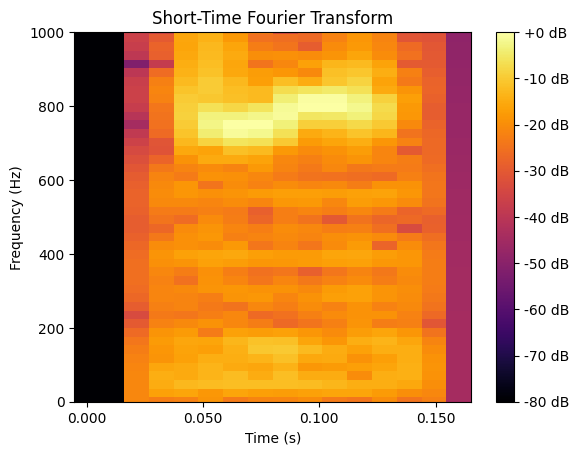 Short-Time Fourier Transform
1000
800
600
400
200
0
Frequency (Hz)
0.000
0.050
0.100
0.150
Time (s)
+0 dB
-10 dB
-20 dB
-30 dB
-40 dB
-50 dB
-60 dB
-70 dB
-80 dB